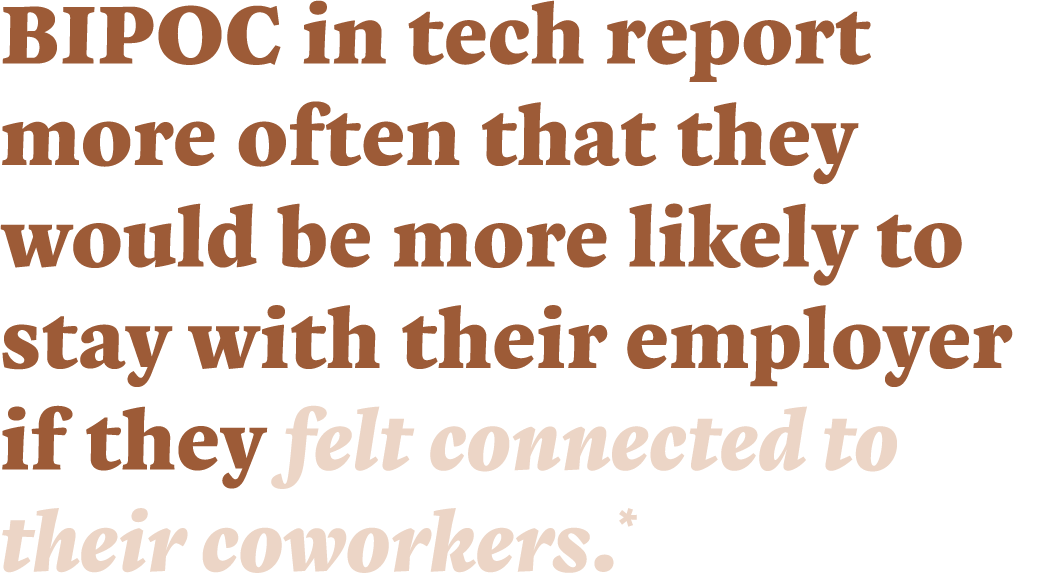 BIPOC in tech report
more often that they
would be more likely to
stay with their employer
if they felt connected to
their coworkers.*